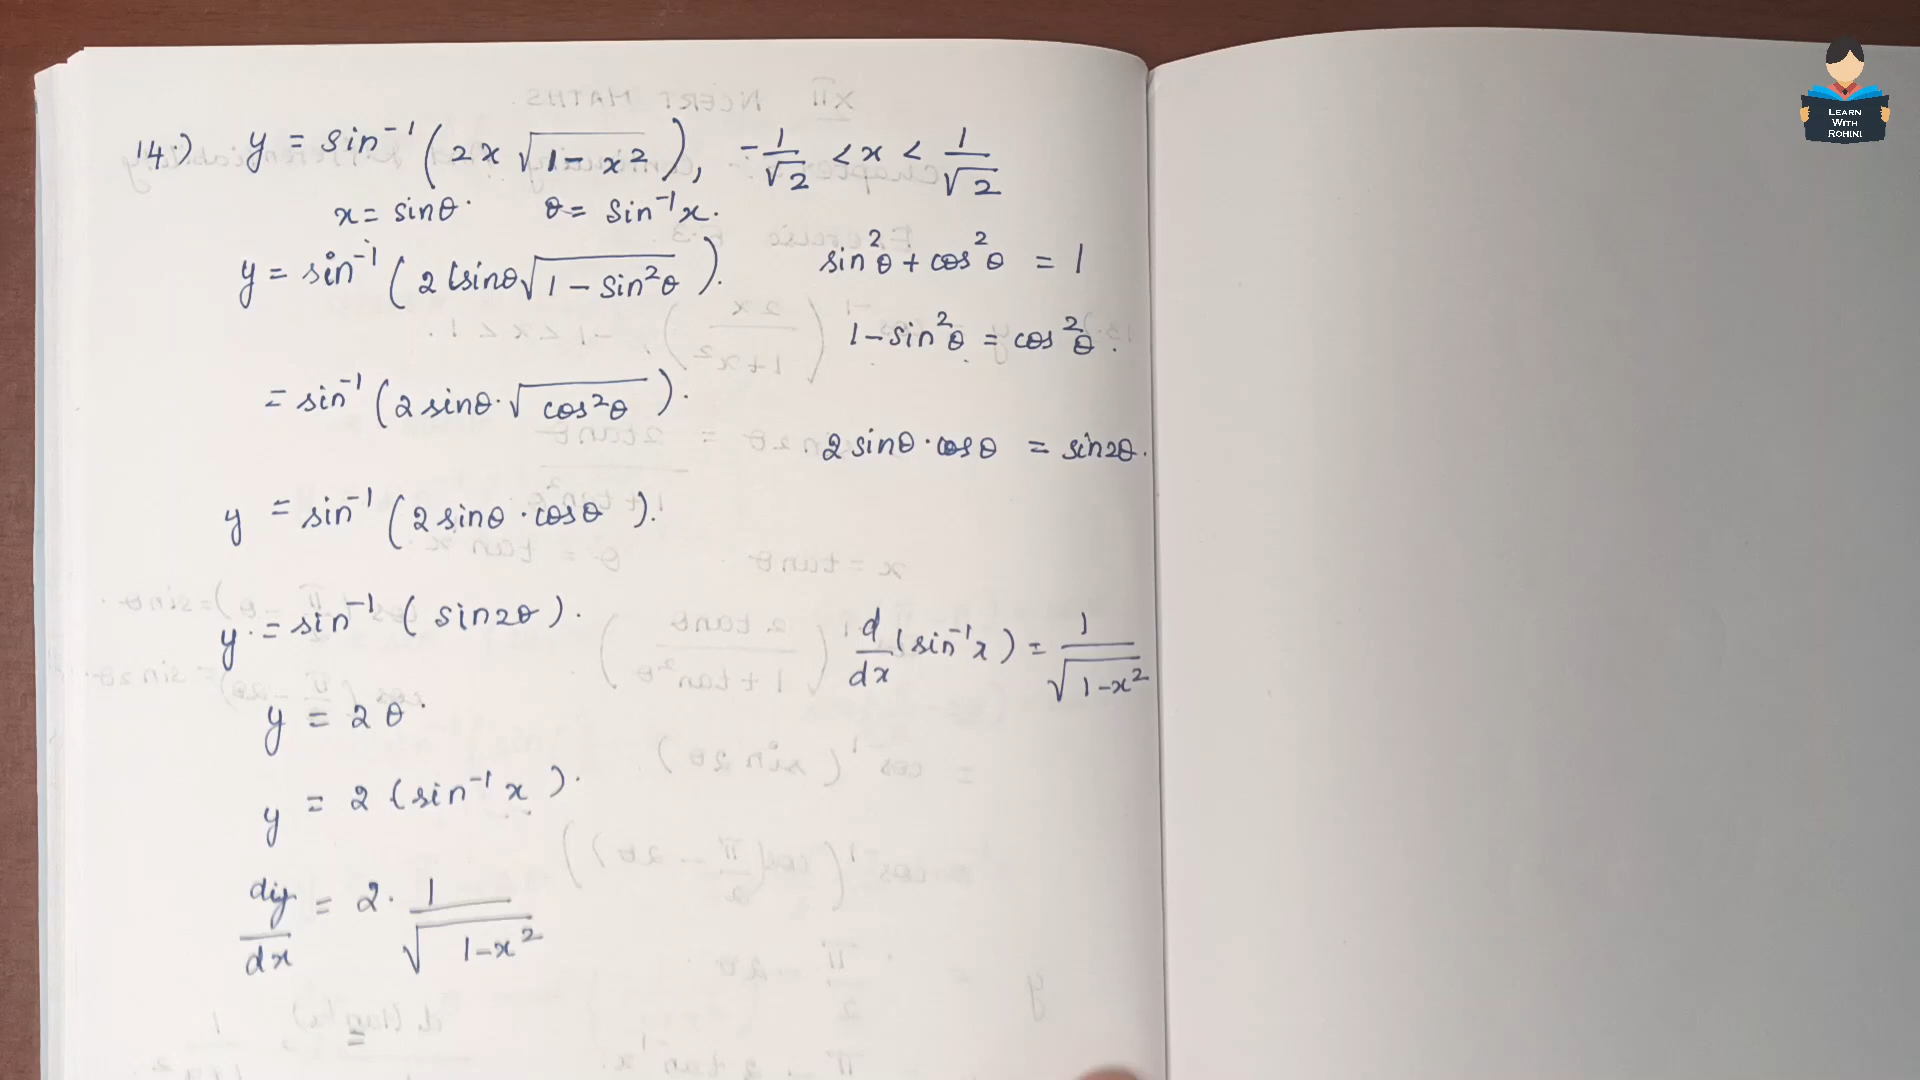 14.) y = sin⁻¹ (2x √(1 - x²)), -1/√2 < x < 1/√2
x = sinθ. θ = sin⁻¹x.
y = sin⁻¹ (2 (sinθ √(1 - sin²θ)). sin²θ + cos²θ = 1
1 - sin²θ = cos²θ.
= sin⁻¹ (2 sinθ. √(cos²θ)).
2 sinθ . cosθ = sin2θ.
y = sin⁻¹ (2 sinθ . cosθ).
y = sin⁻¹ (sin2θ). d/dx (sin⁻¹x) = 1/√(1-x²)
y = 2θ.
y = 2 (sin⁻¹ x).
dy/dx = 2. 1/√(1-x²)
LEARN
WITH
ROHINI